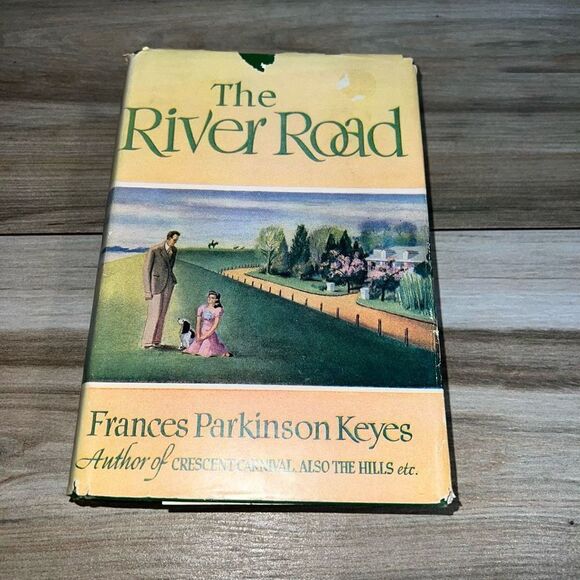 The
River Road
Frances Parkinson Keyes
Author of CRESCENT CARNIVAL, ALSO THE HILLS etc.